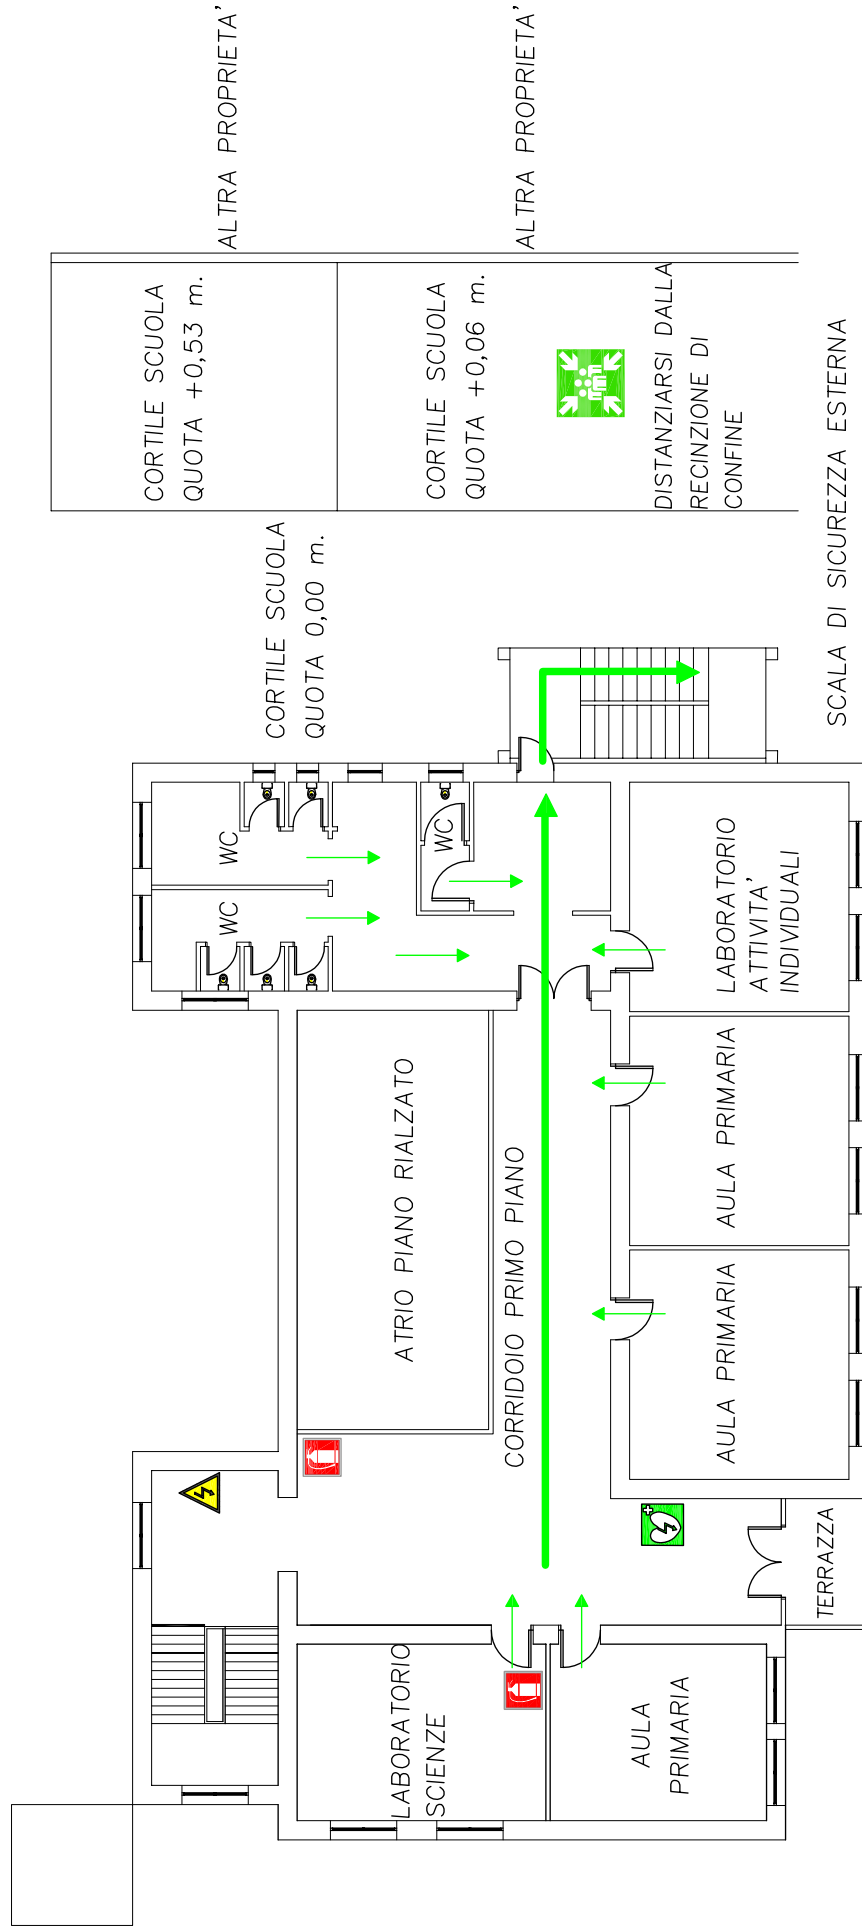 ALTRA PROPRIETA'
ALTRA PROPRIETA'
CORTILE SCUOLA
QUOTA +0,53 m.
CORTILE SCUOLA
QUOTA +0,06 m.
DISTANZIARSI DALLA
RECINZIONE DI
CONFINE
CORTILE SCUOLA
QUOTA 0,00 m.
SCALA DI SICUREZZA ESTERNA
WC
WC
WC
LABORATORIO
ATTIVITA'
INDIVIDUALI
ATRIO PIANO RIALZATO
CORRIDOIO PRIMO PIANO
AULA PRIMARIA
AULA PRIMARIA
TERRAZZA
LABORATORIO
SCIENZE
AULA
PRIMARIA